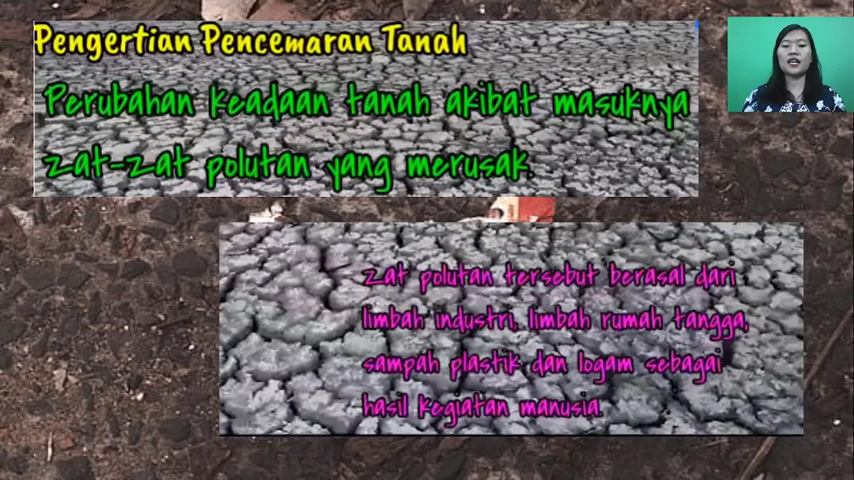 Pengertian Pencemaran Tanah
Perubahan keadaan tanah akibat masuknya
zat-zat polutan yang merusak.
zat polutan tersebut berasal dari
limbah industri, limbah rumah tangga,
sampah plastik dan logam sebagai
hasil kegiatan manusia.